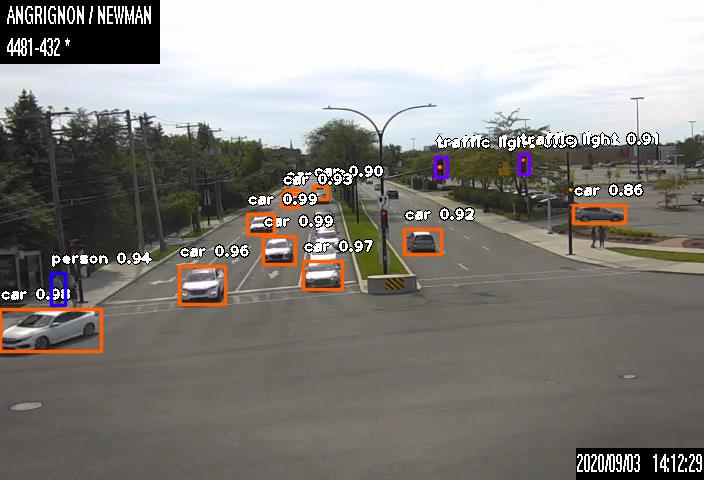 ANGRIGNON / NEWMAN
4481-432 *
traffic light
traffic light 0.91
car 0.90
car 0.93
car 0.86
car 0.99
car 0.92
car 0.99
car 0.97
car 0.96
person 0.94
car 0.98
2020/09/03 14:12:29